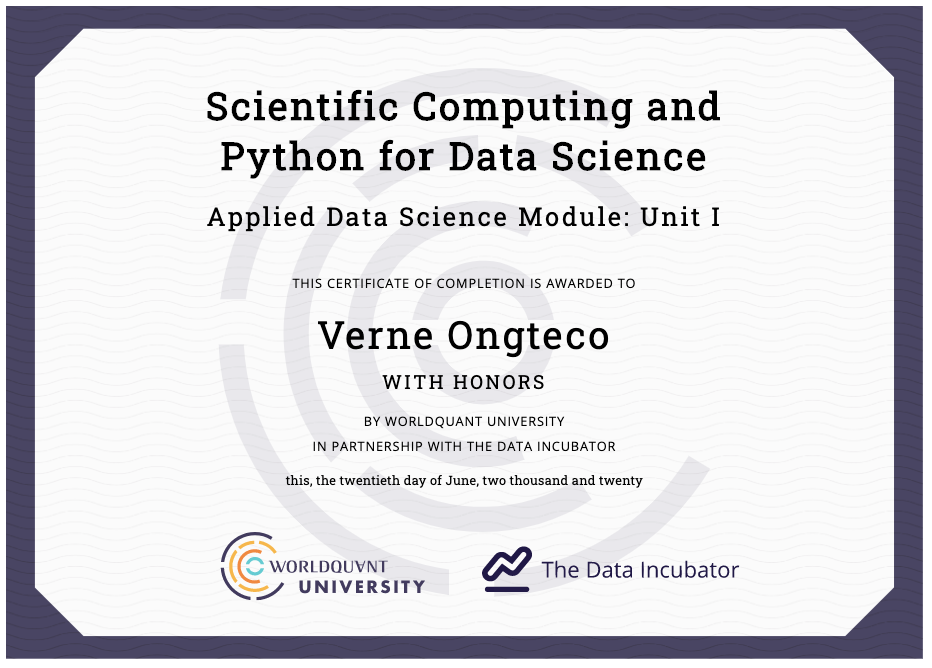 Scientific Computing and
Python for Data Science
Applied Data Science Module: Unit I
THIS CERTIFICATE OF COMPLETION IS AWARDED TO
Verne Ongteco
WITH HONORS
BY WORLDQUANT UNIVERSITY
IN PARTNERSHIP WITH THE DATA INCUBATOR
this, the twentieth day of June, two thousand and twenty
WORLDQUANT
UNIVERSITY
The Data Incubator